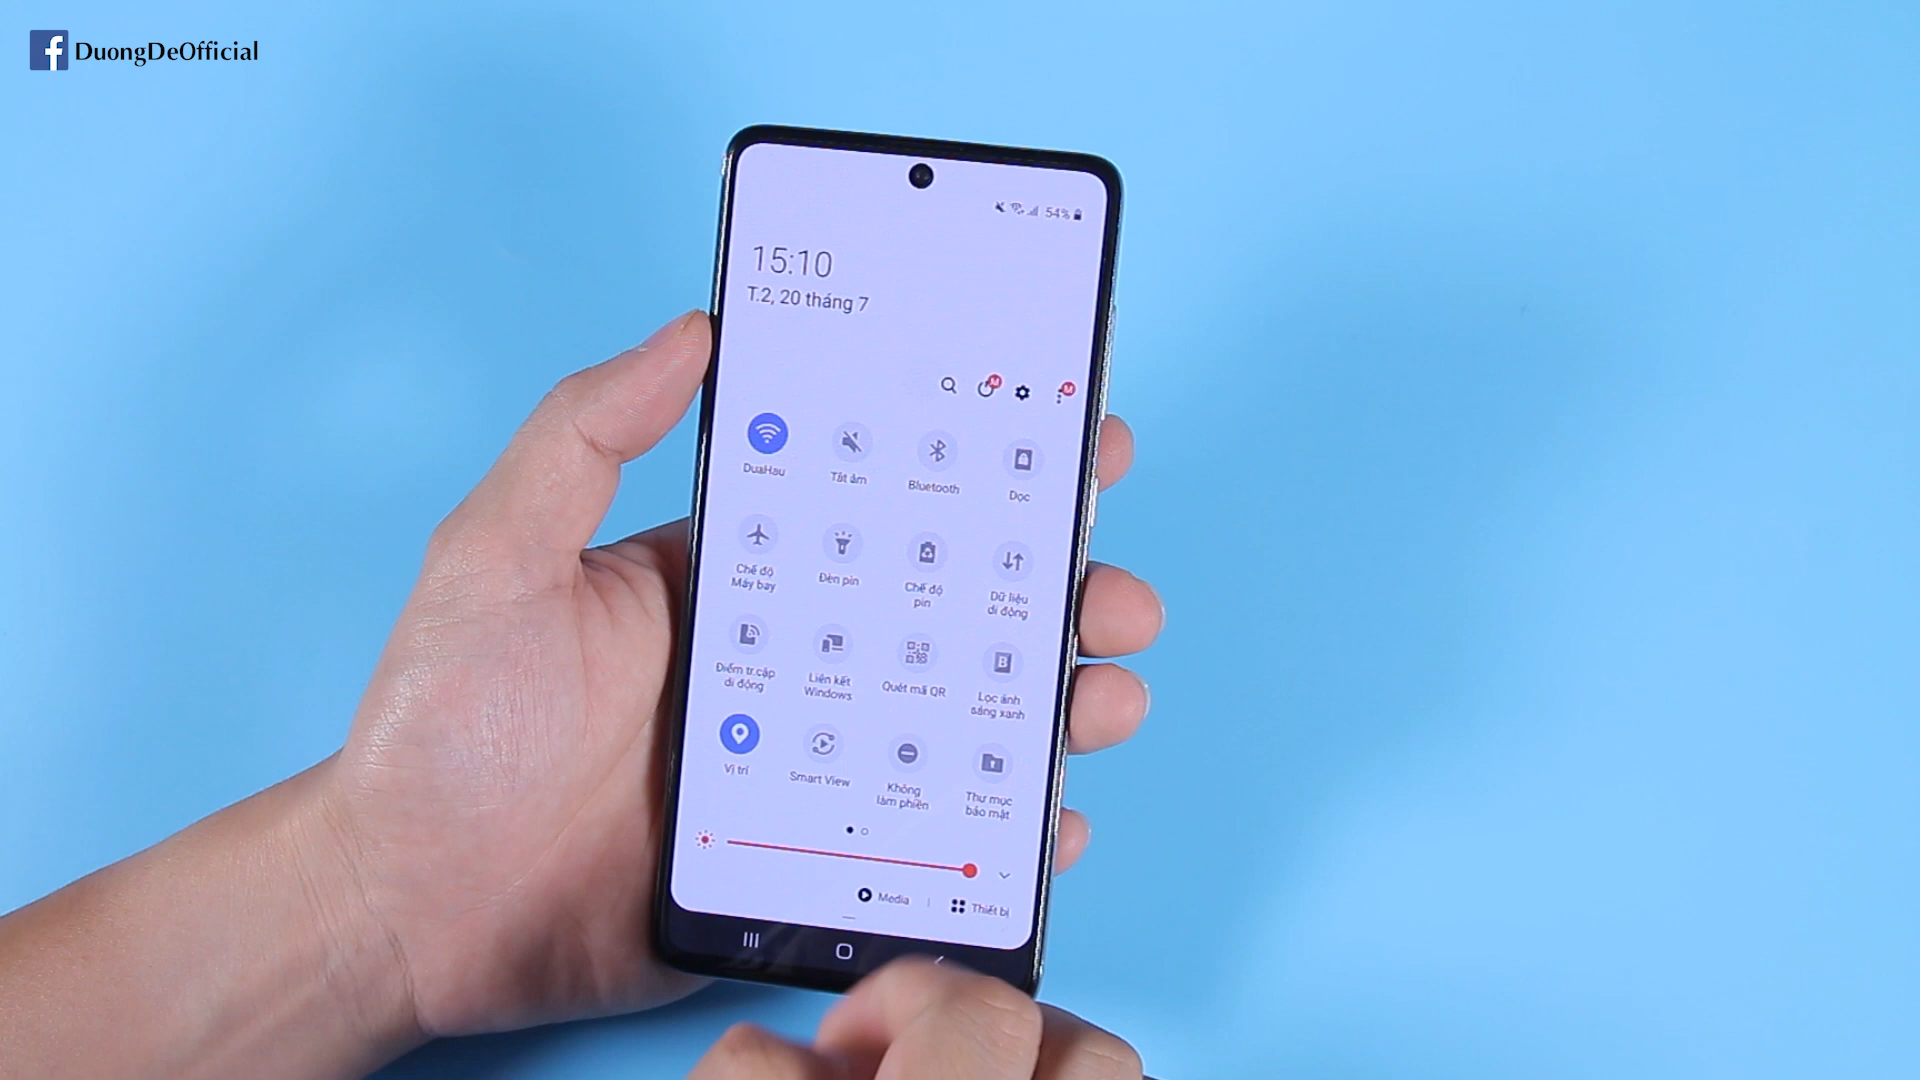 DuongDeOfficial
54%
15:10
T.2, 20 tháng 7
M
M
DuaHau
Tắt âm
Bluetooth
Dọc
Chế độ
Máy bay
Đèn pin
Chế độ
pin
Dữ liệu
di động
Điểm tr.cập
di động
Liên kết
Windows
Quét mã QR
B
Lọc ánh
sáng xanh
Vị trí
Smart View
Không
làm phiền
Thư mục
bảo mật
Media
Thiết bị